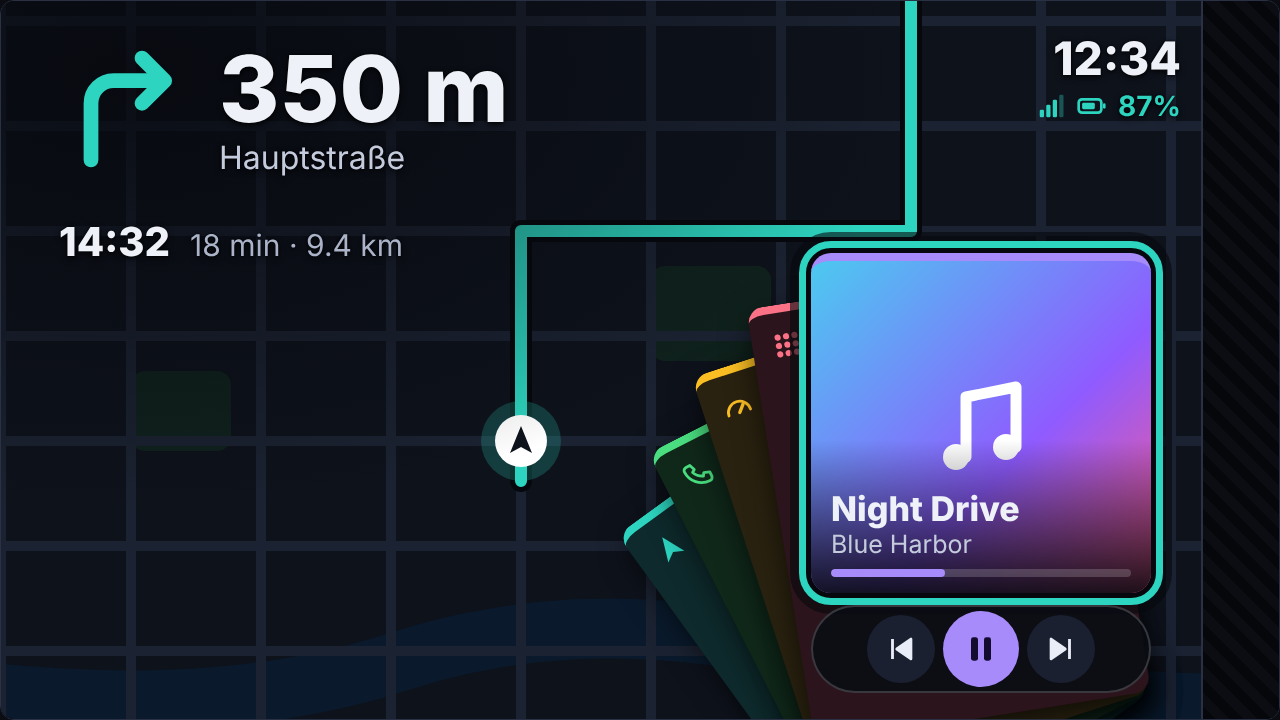 350 m
Hauptstraße
14:32 18 min · 9.4 km
12:34
87%
Night Drive
Blue Harbor